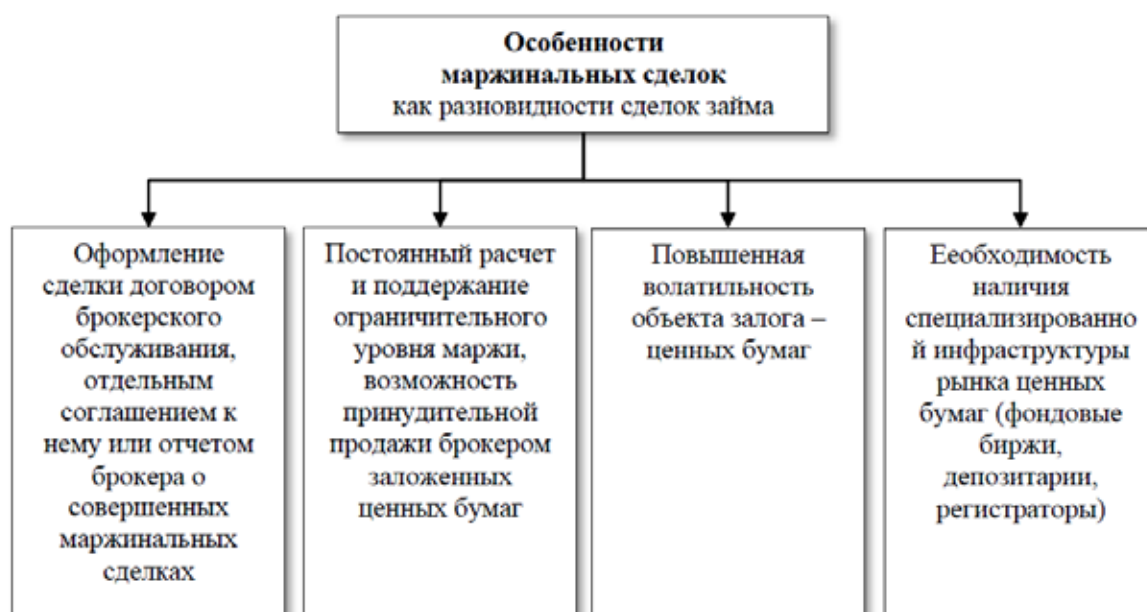 Особенности
маржинальных сделок
как разновидности сделок займа
Оформление
сделки договором
брокерского
обслуживания,
отдельным
соглашением к
нему или отчетом
брокера о
совершенных
маржинальных
сделках
Постоянный расчет
и поддержание
ограничительного
уровня маржи,
возможность
принудительной
продажи брокером
заложенных
ценных бумаг
Повышенная
волатильность
объекта залога –
ценных бумаг
Ееобходимость
наличия
специализированно
й инфраструктуры
рынка ценных
бумаг (фондовые
биржи,
депозитарии,
регистраторы)